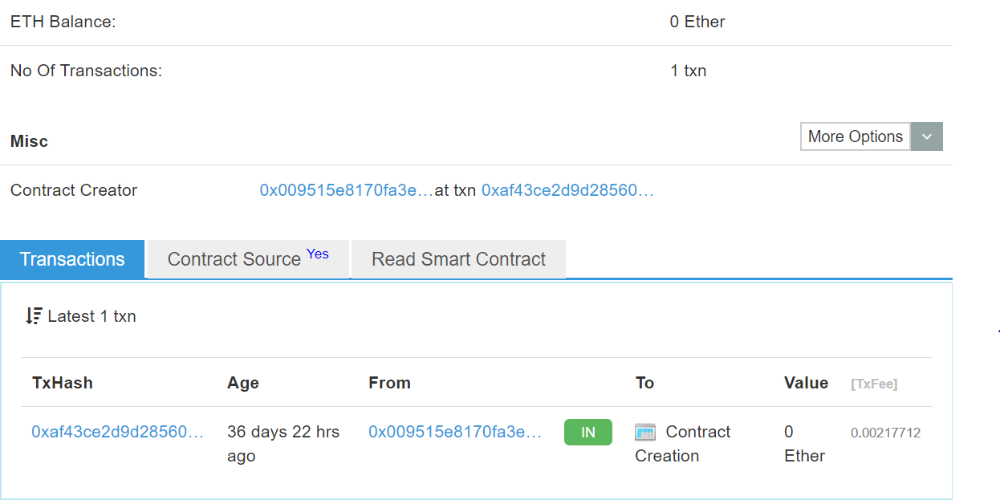 ETH Balance: 0 Ether
No Of Transactions: 1 txn
Misc More Options
Contract Creator 0x009515e8170fa3e...at txn 0xaf43ce2d9d28560...
Transactions Contract Source Yes Read Smart Contract
Latest 1 txn
TxHash Age From To Value [TxFee]
0xaf43ce2d9d28560... 36 days 22 hrs ago 0x009515e8170fa3e... IN Contract Creation 0 Ether 0.00217712